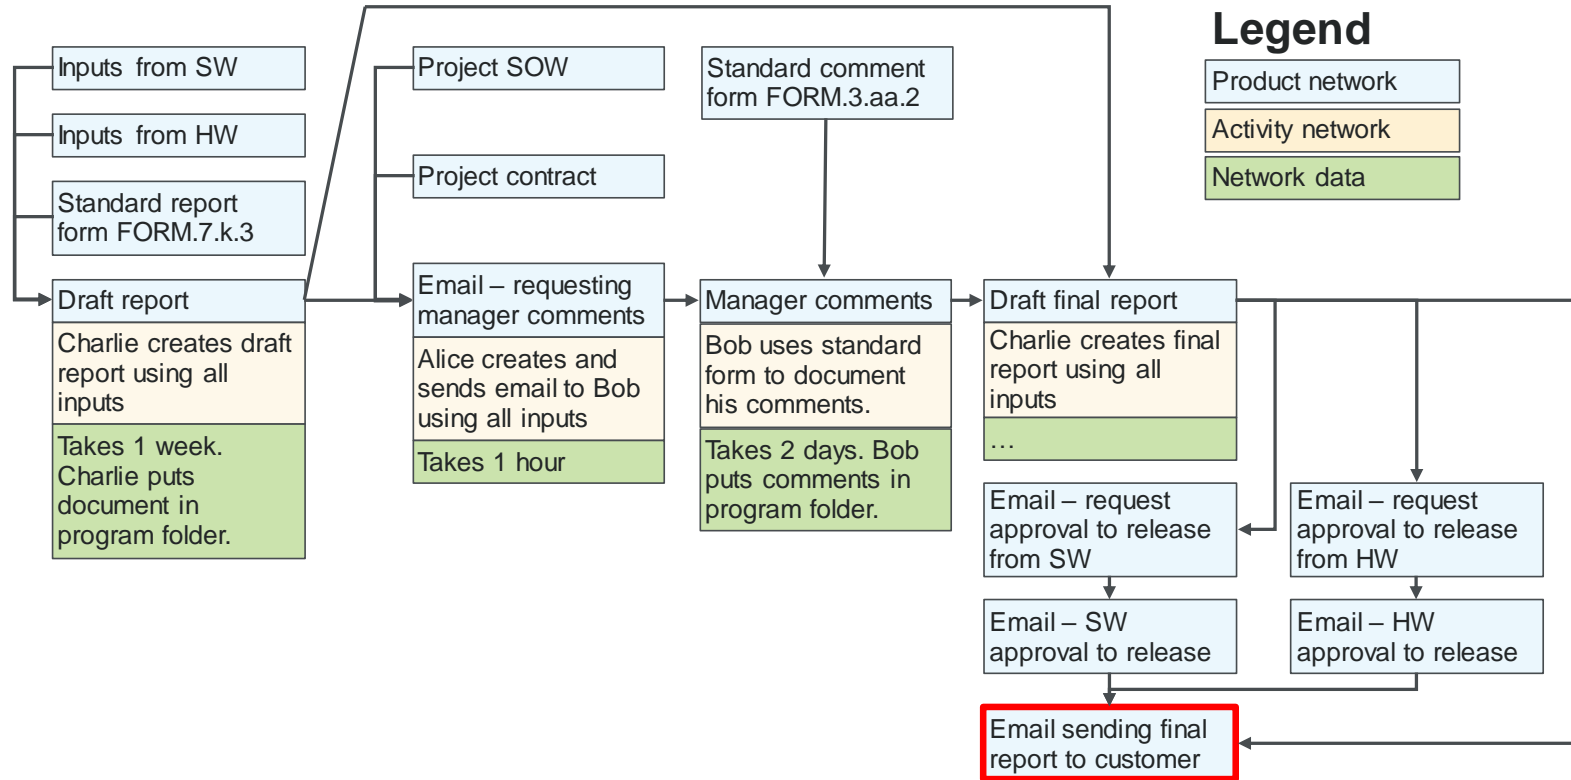 Legend
Product network
Activity network
Network data
Inputs from SW
Inputs from HW
Standard report
form FORM.7.k.3
Draft report
Charlie creates draft
report using all
inputs
Takes 1 week.
Charlie puts
document in
program folder.
Project SOW
Project contract
Email – requesting
manager comments
Alice creates and
sends email to Bob
using all inputs
Takes 1 hour
Standard comment
form FORM.3.aa.2
Manager comments
Bob uses standard
form to document
his comments.
Takes 2 days. Bob
puts comments in
program folder.
Draft final report
Charlie creates final
report using all
inputs
…
Email – request
approval to release
from SW
Email – SW
approval to release
Email – request
approval to release
from HW
Email – HW
approval to release
Email sending final
report to customer